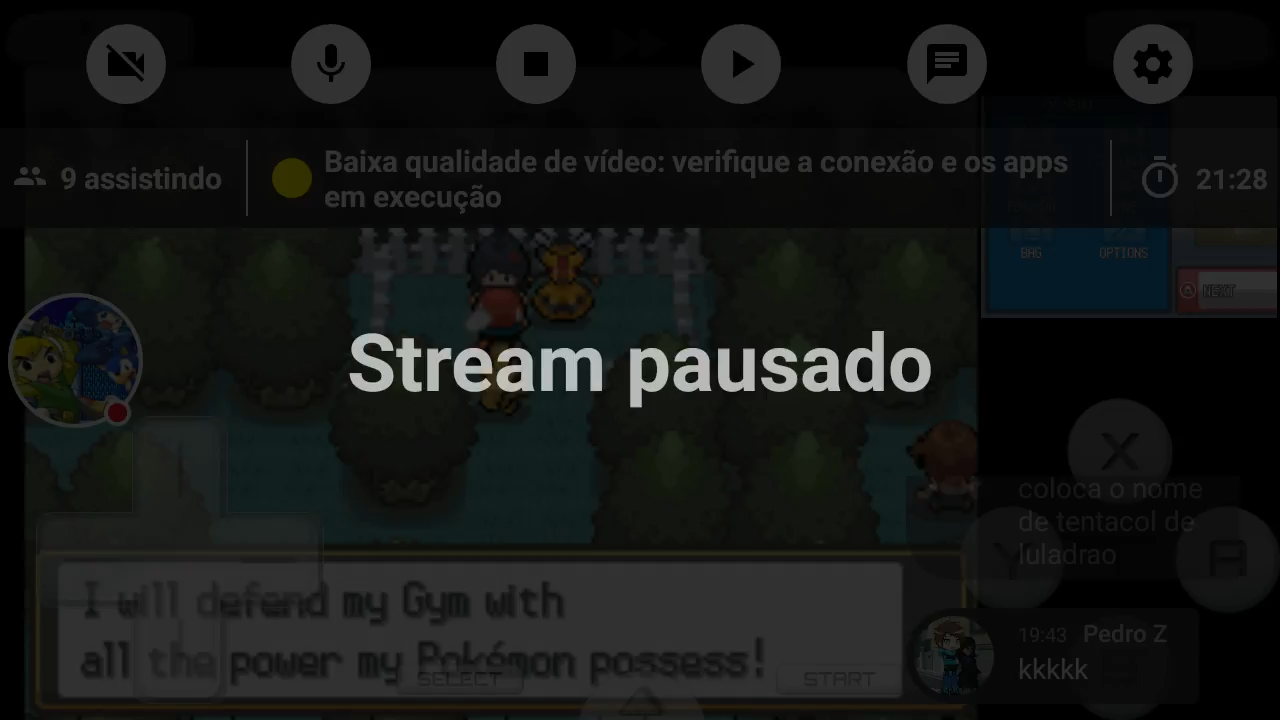 9 assistindo
Baixa qualidade de vídeo: verifique a conexão e os apps
em execução
21:28
BAG
OPTIONS
NEXT
Stream pausado
X
coloca o nome
de tentacol de
luladrao
Y
A
I will defend my Gym with
all the power my Pokémon possess!
SELECT
START
19:43 Pedro Z
kkkkk